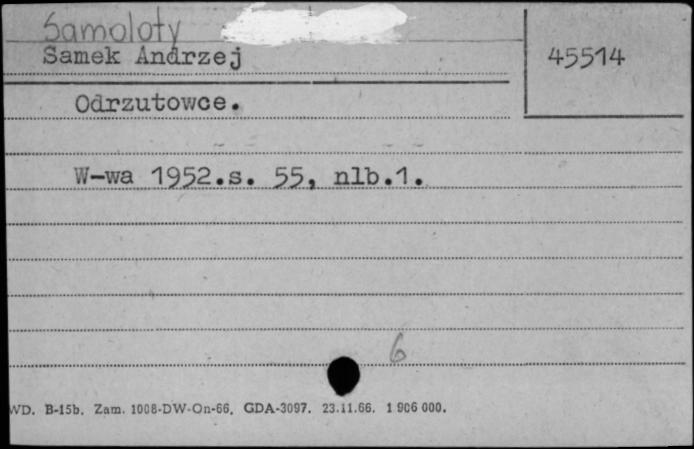 Samoloty
Samek Andrzej
45514
Odrzutowce.
W-wa 1952.s. 55, nlb.1.
6
WD. B-15b. Zam. 1008-DW-On-66. GDA-3097. 23.11.66. 1 906 000.